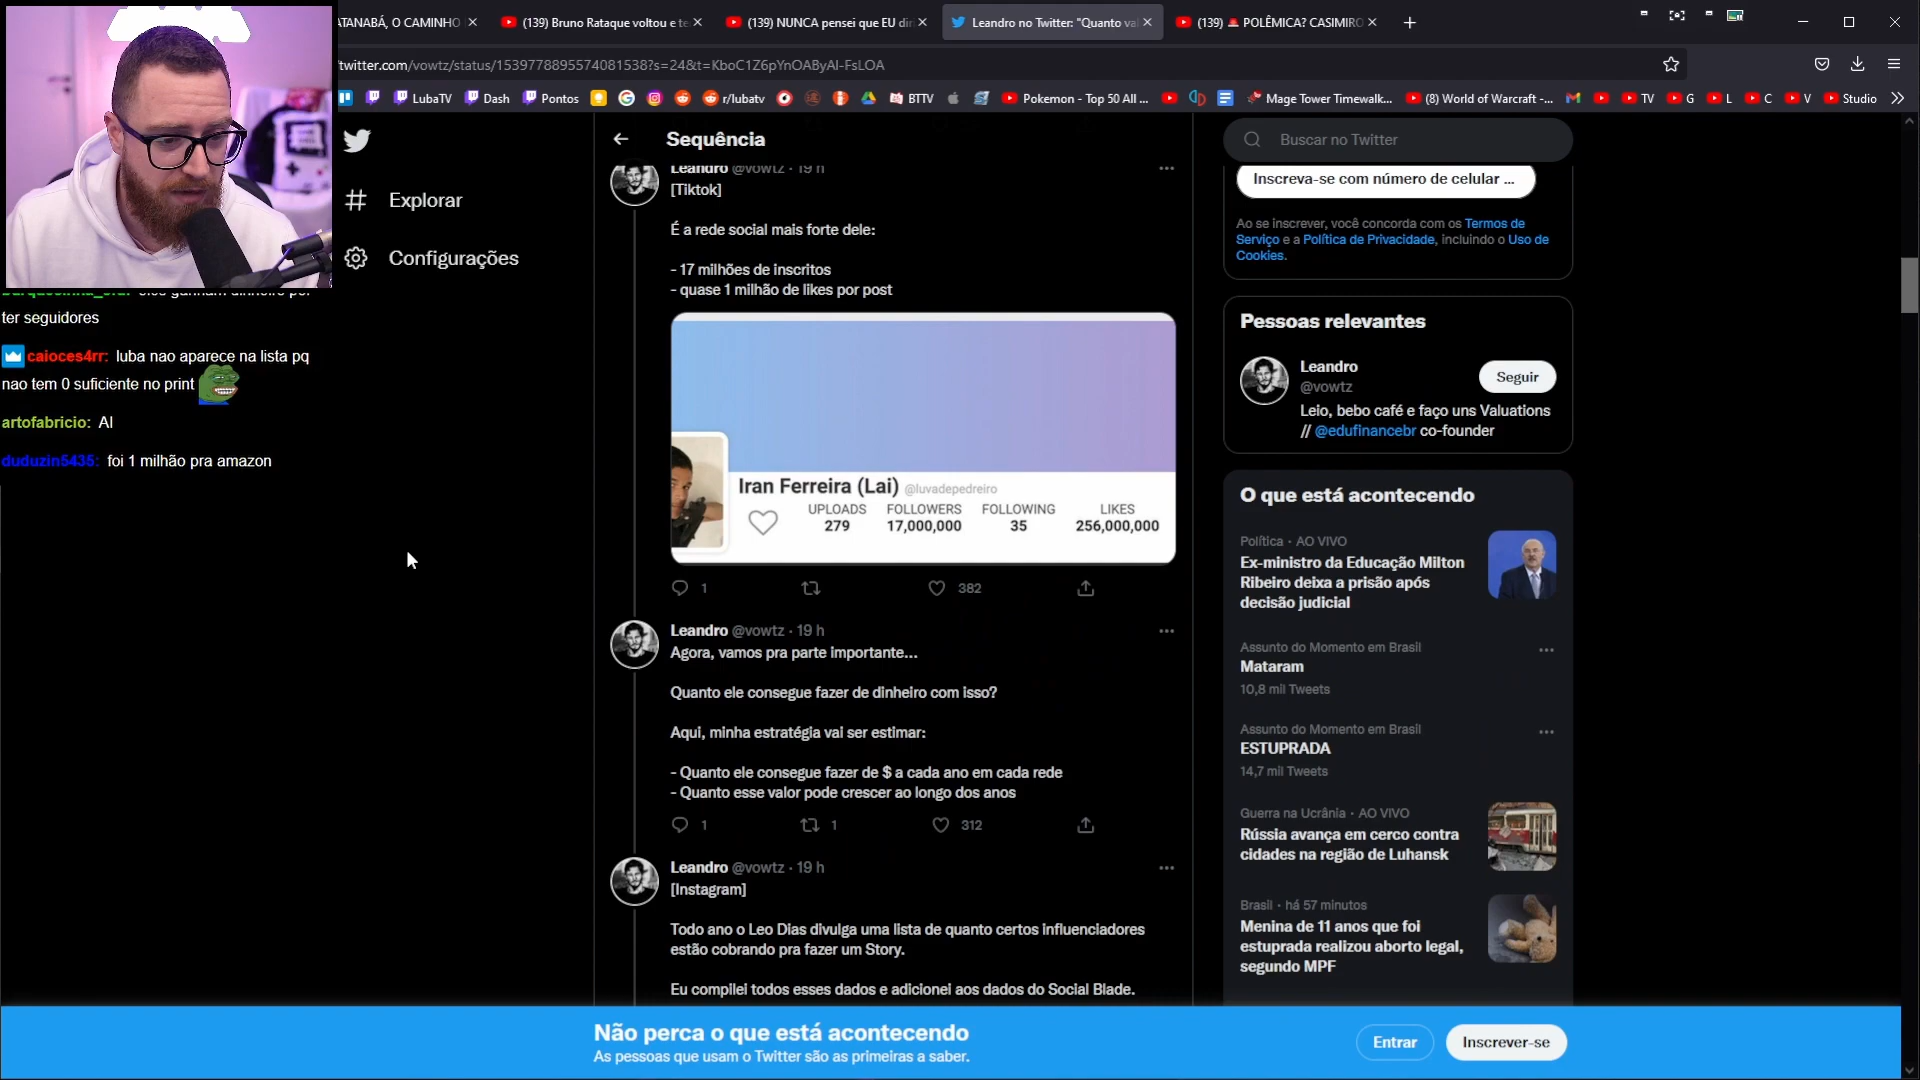 ATANABÁ, O CAMINHO
(139) Bruno Rataque voltou e te
(139) NUNCA pensei que EU di
Leandro no Twitter: "Quanto va
(139) 🚨 POLÊMICA? CASIMIRO
twitter.com/vowtz/status/1539778895574081538?s=24&t=KboC1Z6pYnOAByAI-FsLOA
LubaTV
Dash
Pontos
r/lubatv
BTTV
Pokemon - Top 50 All ...
Mage Tower Timewalk...
(8) World of Warcraft -...
TV
G
L
C
V
Studio
ter seguidores
caioces4rr: luba nao aparece na lista pq
nao tem 0 suficiente no print
artofabricio: Al
duduzin5435: foi 1 milhão pra amazon
Explorar
Configurações
Sequência
Leandro @vowtz · 19 h
[Tiktok]
É a rede social mais forte dele:
- 17 milhões de inscritos
- quase 1 milhão de likes por post
Iran Ferreira (Lai) @luvadepedreiro
UPLOADS FOLLOWERS FOLLOWING LIKES
279 17,000,000 35 256,000,000
1 382
Leandro @vowtz · 19 h
Agora, vamos pra parte importante...
Quanto ele consegue fazer de dinheiro com isso?
Aqui, minha estratégia vai ser estimar:
- Quanto ele consegue fazer de $ a cada ano em cada rede
- Quanto esse valor pode crescer ao longo dos anos
1 1 312
Leandro @vowtz · 19 h
[Instagram]
Todo ano o Leo Dias divulga uma lista de quanto certos influenciadores
estão cobrando pra fazer um Story.
Eu compilei todos esses dados e adicionei aos dados do Social Blade.
Buscar no Twitter
Inscreva-se com número de celular ...
Ao se inscrever, você concorda com os Termos de
Serviço e a Política de Privacidade, incluindo o Uso de
Cookies.
Pessoas relevantes
Leandro
@vowtz
Seguir
Leio, bebo café e faço uns Valuations
// @edufinancebr co-founder
O que está acontecendo
Política · AO VIVO
Ex-ministro da Educação Milton
Ribeiro deixa a prisão após
decisão judicial
Assunto do Momento em Brasil
Mataram
10,8 mil Tweets
Assunto do Momento em Brasil
ESTUPRADA
14,7 mil Tweets
Guerra na Ucrânia · AO VIVO
Rússia avança em cerco contra
cidades na região de Luhansk
Brasil · há 57 minutos
Menina de 11 anos que foi
estuprada realizou aborto legal,
segundo MPF
Não perca o que está acontecendo
As pessoas que usam o Twitter são as primeiras a saber.
Entrar
Inscrever-se